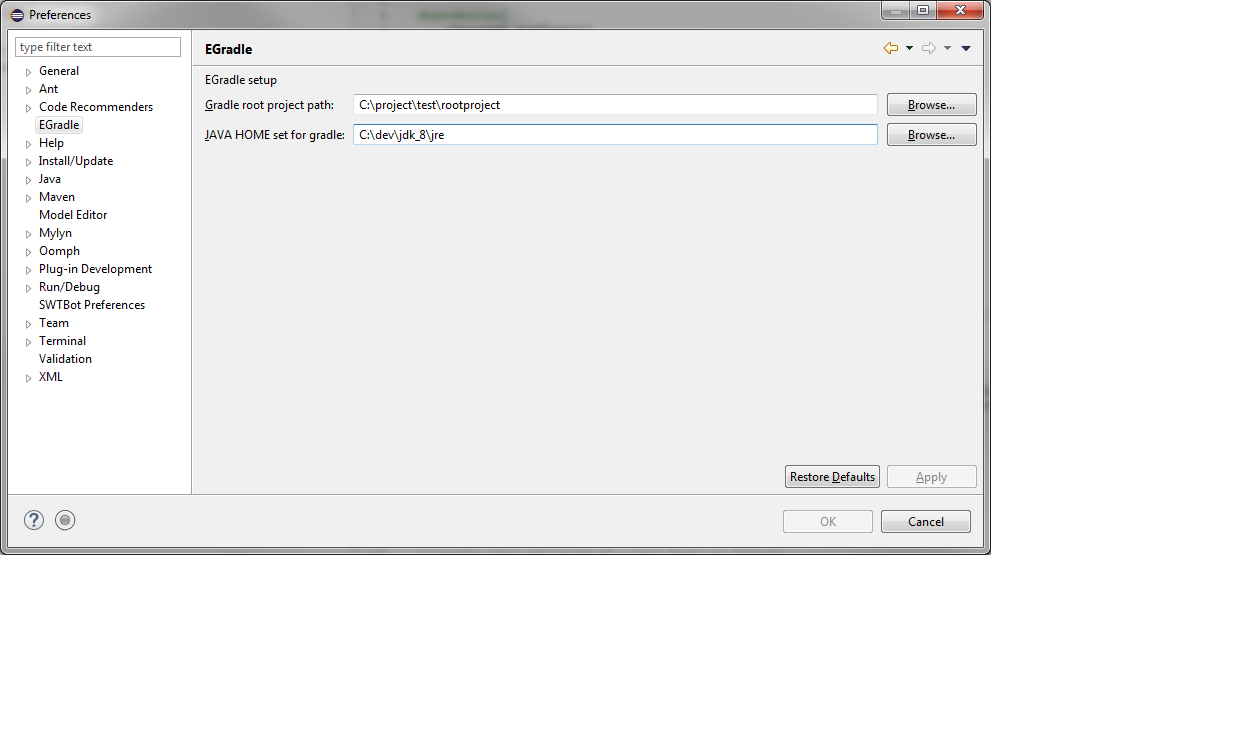 Preferences
type filter text
General
Ant
Code Recommenders
EGradle
Help
Install/Update
Java
Maven
Model Editor
Mylyn
Oomph
Plug-in Development
Run/Debug
SWTBot Preferences
Team
Terminal
Validation
XML
EGradle
EGradle setup
Gradle root project path: C:\project\test\rootproject Browse...
JAVA HOME set for gradle: C:\dev\jdk_8\jre Browse...
Restore Defaults Apply
? OK Cancel